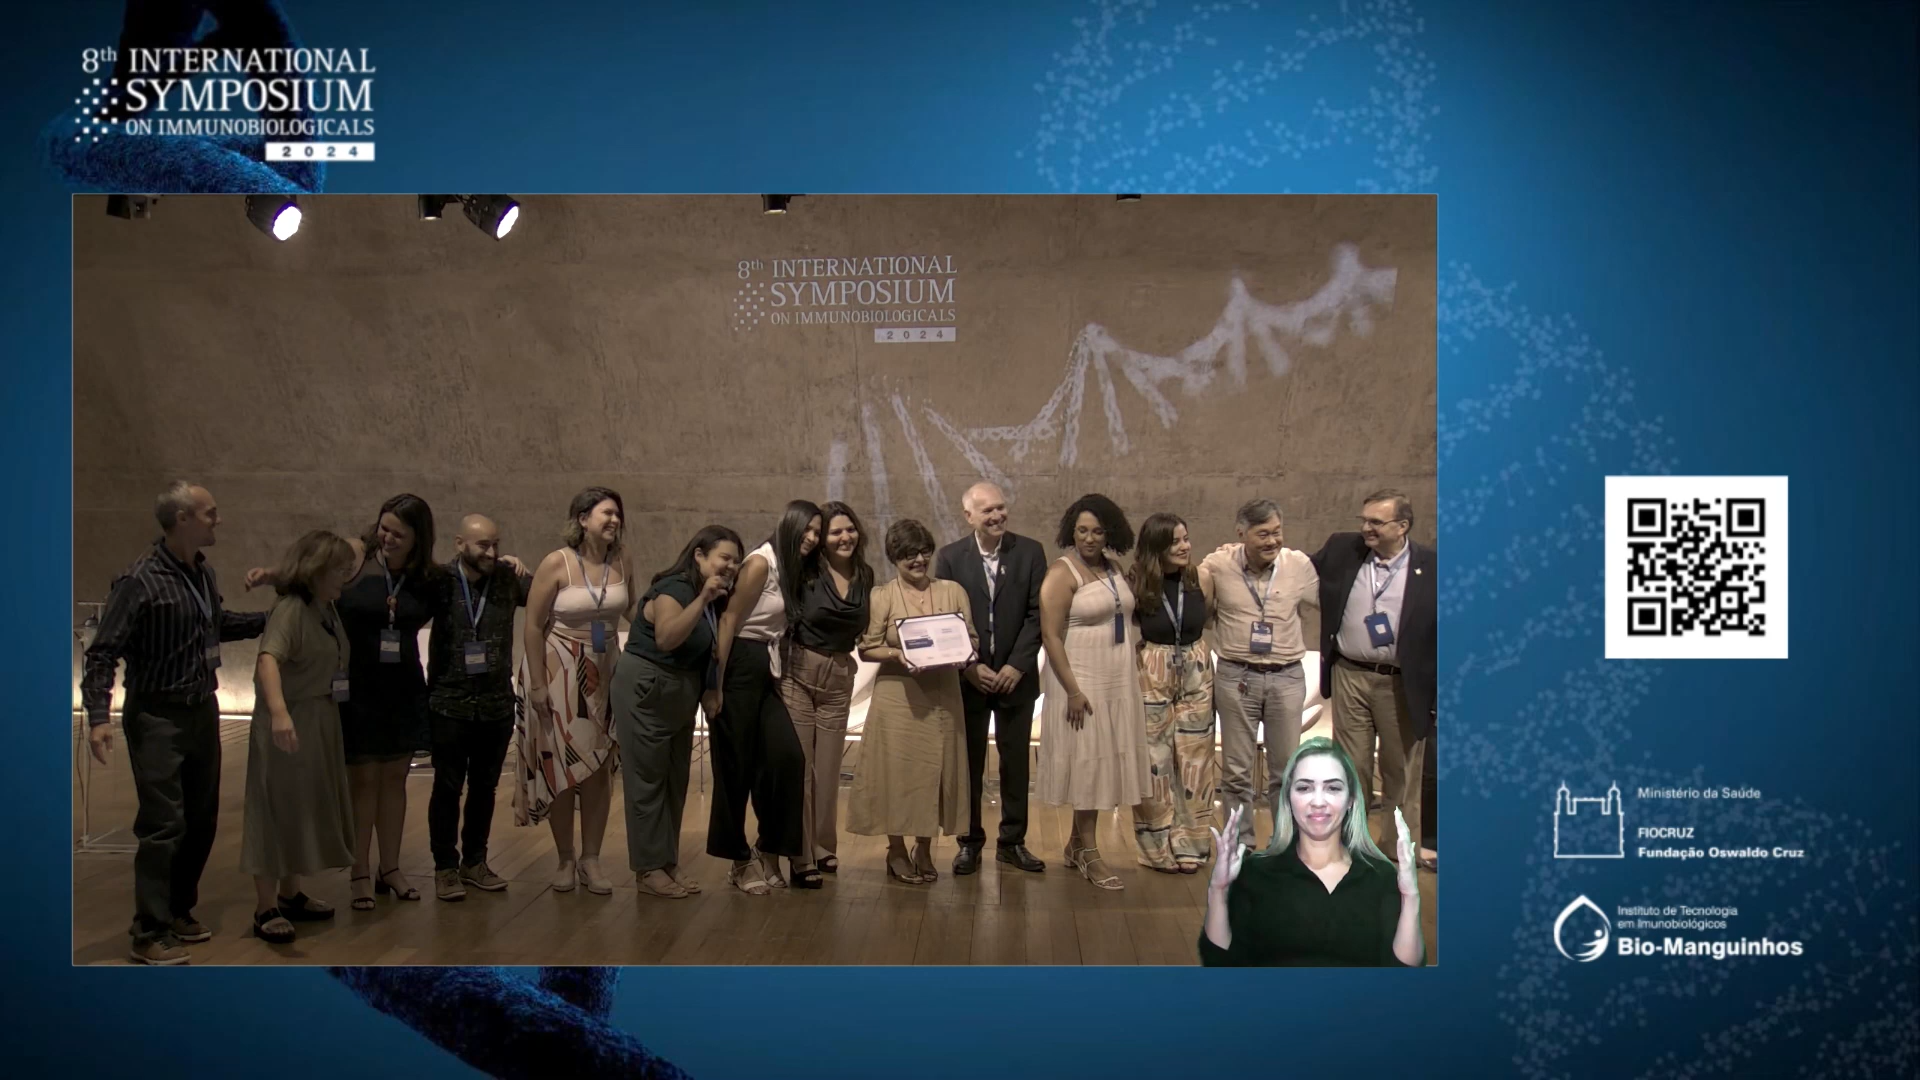 8th INTERNATIONAL
SYMPOSIUM
ON IMMUNOBIOLOGICALS
2024
8th INTERNATIONAL
SYMPOSIUM
ON IMMUNOBIOLOGICALS
2024
Ministério da Saúde
FIOCRUZ
Fundação Oswaldo Cruz
Instituto de Tecnologia
em Imunobiológicos
Bio-Manguinhos